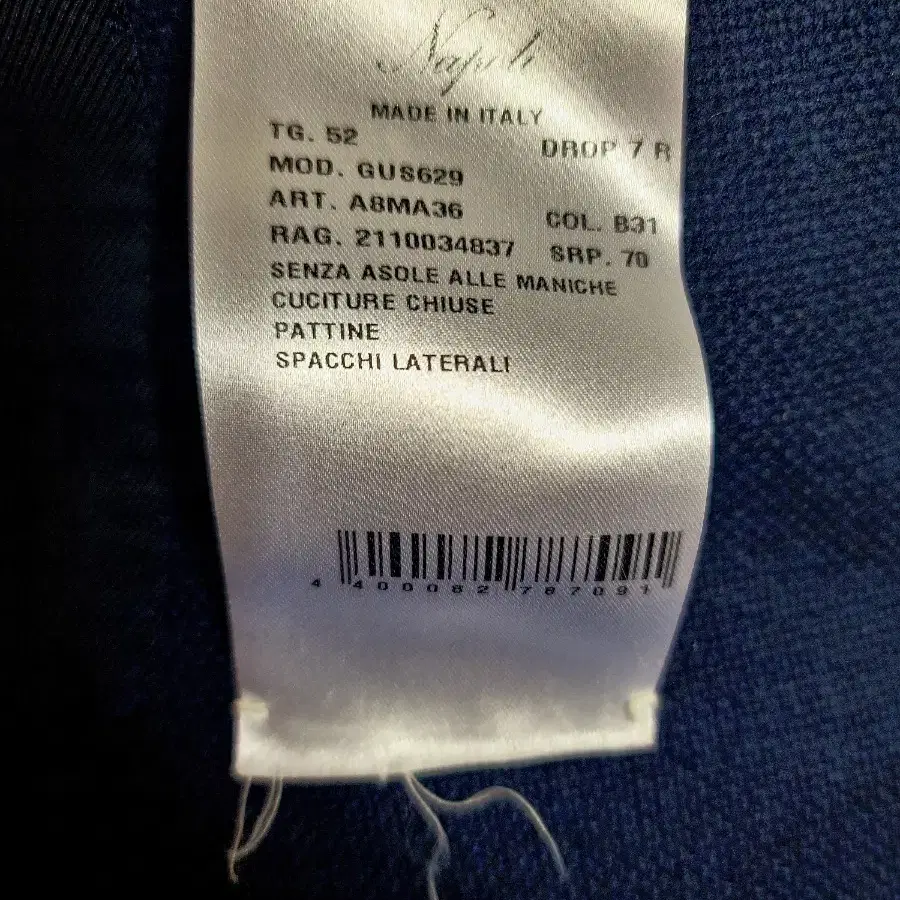 Napoli
MADE IN ITALY
TG. 52 DROP 7 R
MOD. GUS629
ART. A8MA36 COL. B31
RAG. 2110034837 SRP. 70
SENZA ASOLE ALLE MANICHE
CUCITURE CHIUSE
PATTINE
SPACCHI LATERALI
4 400082 787091